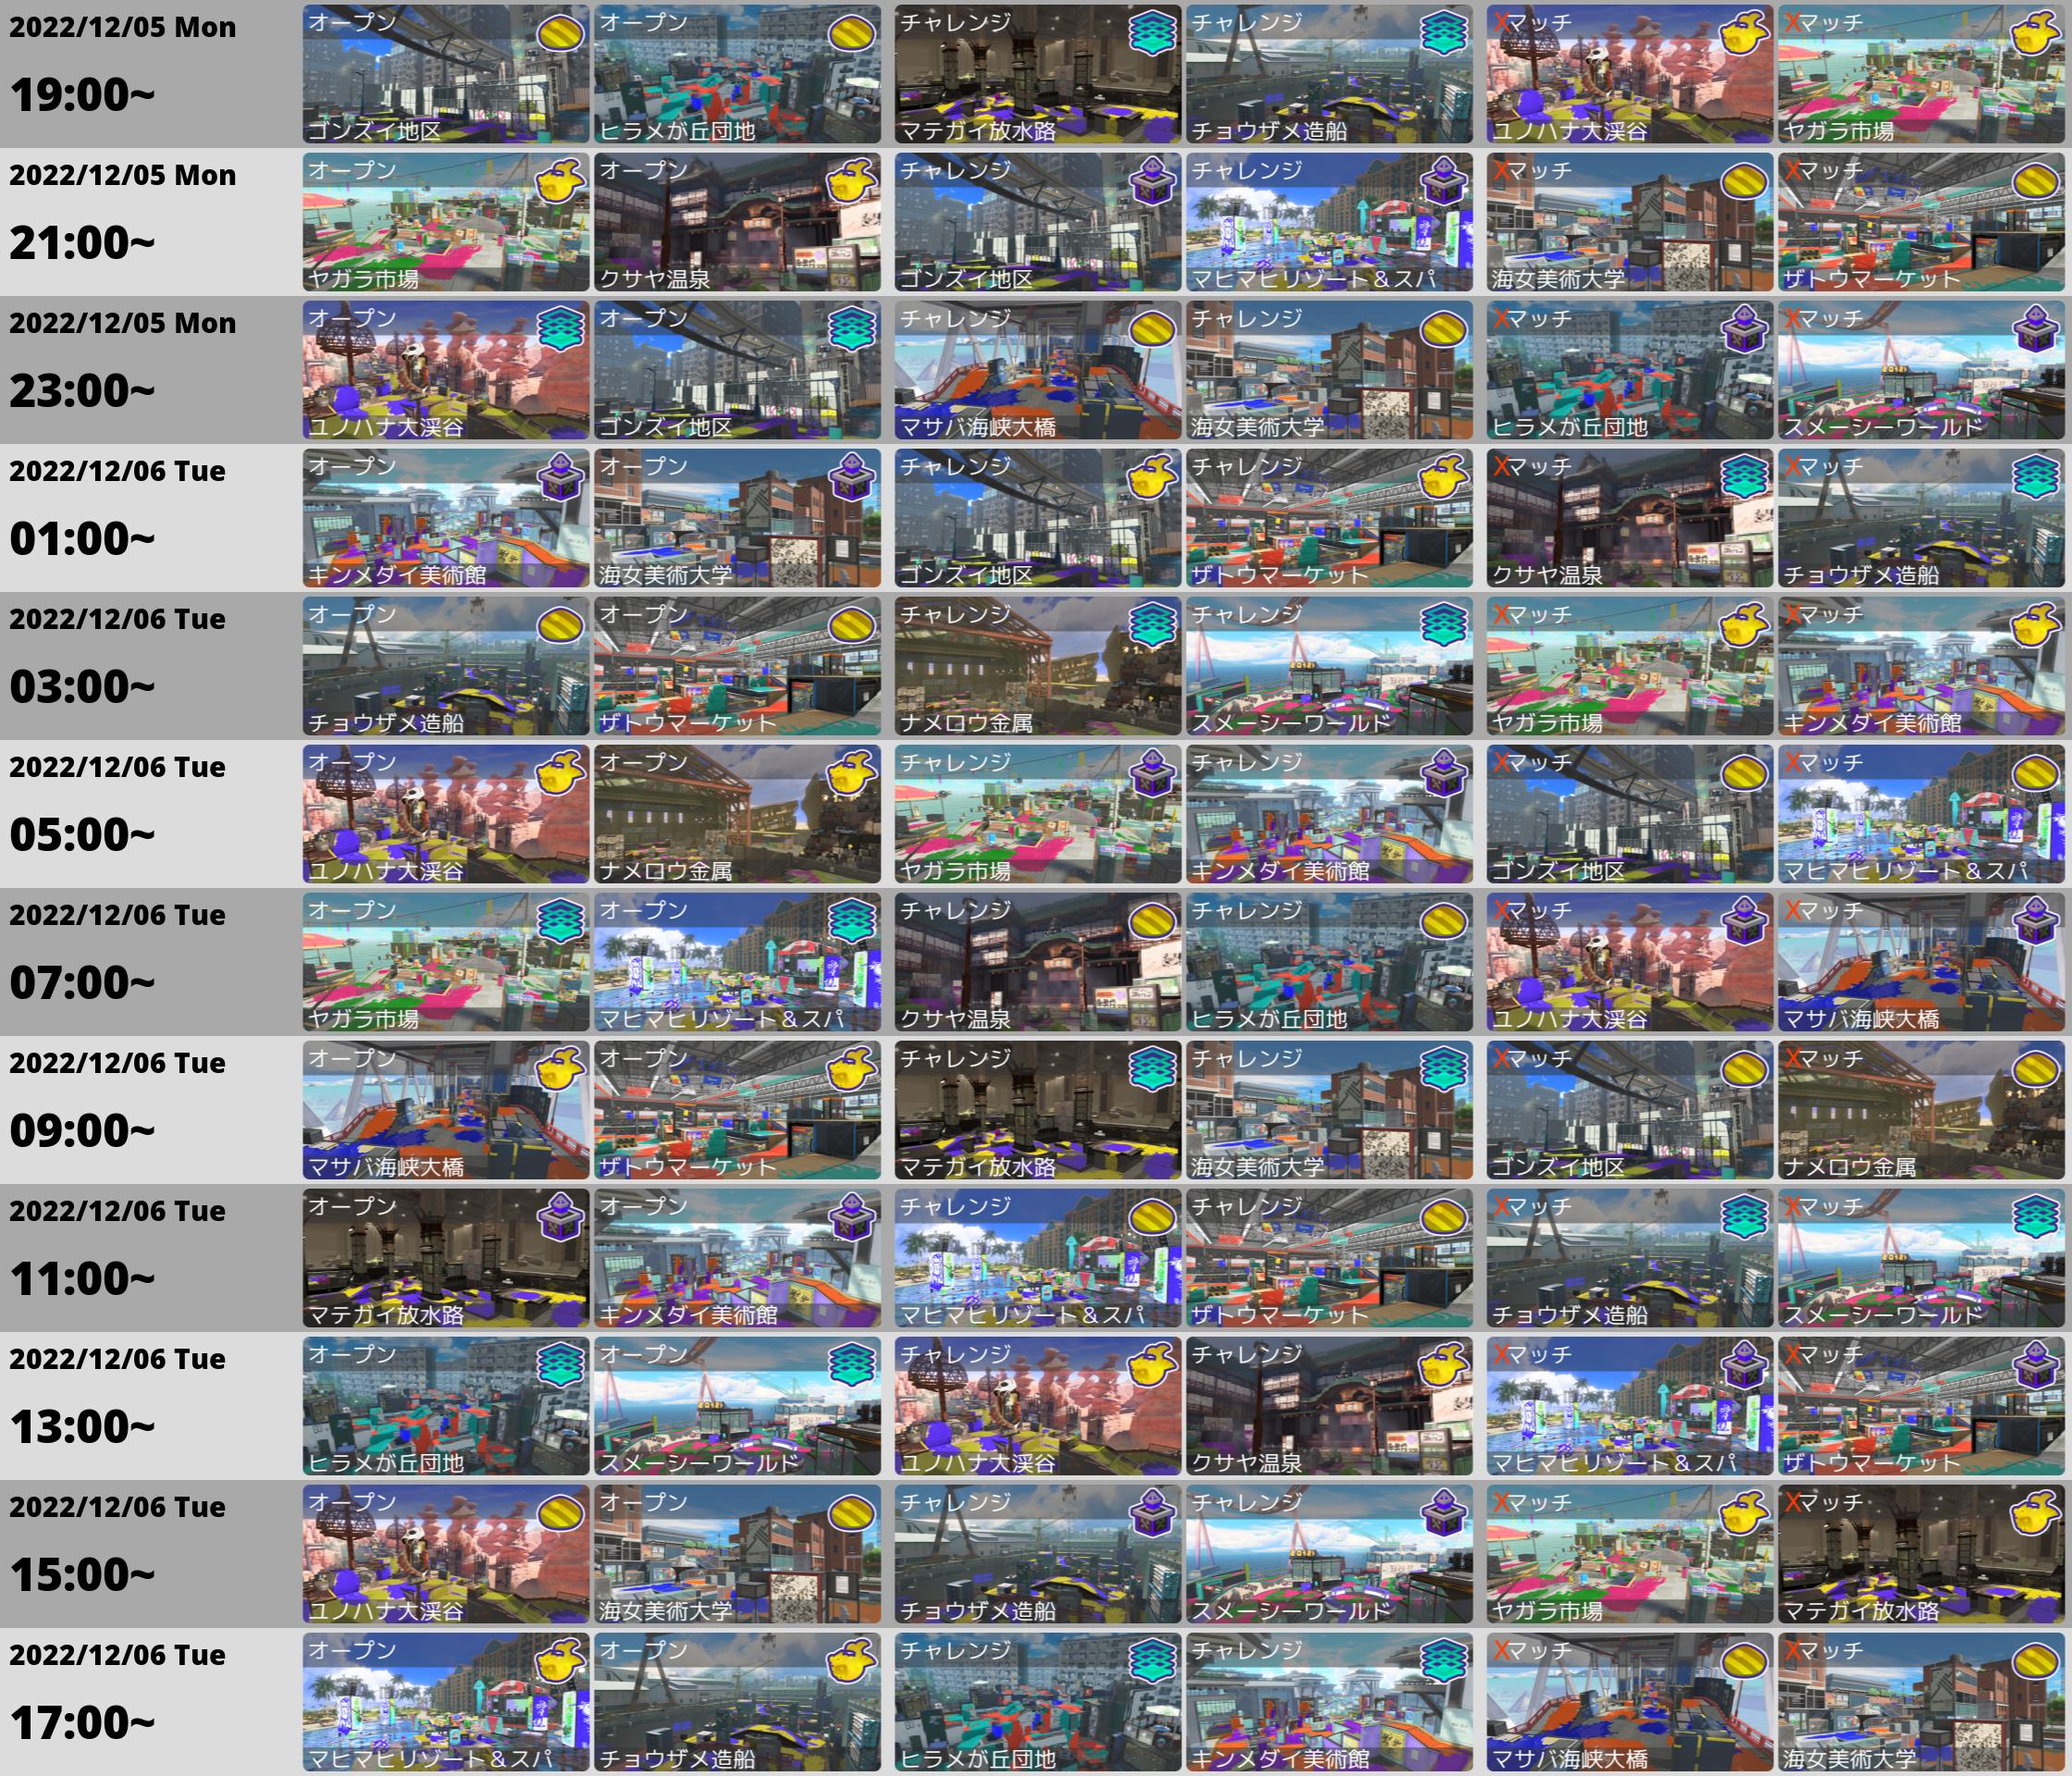 2022/12/05 Mon
19:00~
オープン オープン チャレンジ チャレンジ Xマッチ Xマッチ
ゴンズイ地区 ヒラメが丘団地 マテガイ放水路 チョウザメ造船 ユノハナ大渓谷 ヤガラ市場
2022/12/05 Mon
21:00~
オープン オープン チャレンジ チャレンジ Xマッチ Xマッチ
ヤガラ市場 クサヤ温泉 ゴンズイ地区 マヒマヒリゾート&スパ 海女美術大学 ザトウマーケット
2022/12/05 Mon
23:00~
オープン オープン チャレンジ チャレンジ Xマッチ Xマッチ
ユノハナ大渓谷 ゴンズイ地区 マサバ海峡大橋 海女美術大学 ヒラメが丘団地 スメーシーワールド
2022/12/06 Tue
01:00~
オープン オープン チャレンジ チャレンジ Xマッチ Xマッチ
キンメダイ美術館 海女美術大学 ゴンズイ地区 ザトウマーケット クサヤ温泉 チョウザメ造船
2022/12/06 Tue
03:00~
オープン オープン チャレンジ チャレンジ Xマッチ Xマッチ
チョウザメ造船 ザトウマーケット ナメロウ金属 スメーシーワールド ヤガラ市場 キンメダイ美術館
2022/12/06 Tue
05:00~
オープン オープン チャレンジ チャレンジ Xマッチ Xマッチ
ユノハナ大渓谷 ナメロウ金属 ヤガラ市場 キンメダイ美術館 ゴンズイ地区 マヒマヒリゾート&スパ
2022/12/06 Tue
07:00~
オープン オープン チャレンジ チャレンジ Xマッチ Xマッチ
ヤガラ市場 マヒマヒリゾート&スパ クサヤ温泉 ヒラメが丘団地 ユノハナ大渓谷 マサバ海峡大橋
2022/12/06 Tue
09:00~
オープン オープン チャレンジ チャレンジ Xマッチ Xマッチ
マサバ海峡大橋 ザトウマーケット マテガイ放水路 海女美術大学 ゴンズイ地区 ナメロウ金属
2022/12/06 Tue
11:00~
オープン オープン チャレンジ チャレンジ Xマッチ Xマッチ
マテガイ放水路 キンメダイ美術館 マヒマヒリゾート&スパ ザトウマーケット チョウザメ造船 スメーシーワールド
2022/12/06 Tue
13:00~
オープン オープン チャレンジ チャレンジ Xマッチ Xマッチ
ヒラメが丘団地 スメーシーワールド ユノハナ大渓谷 クサヤ温泉 マヒマヒリゾート&スパ ザトウマーケット
2022/12/06 Tue
15:00~
オープン オープン チャレンジ チャレンジ Xマッチ Xマッチ
ユノハナ大渓谷 海女美術大学 チョウザメ造船 スメーシーワールド ヤガラ市場 マテガイ放水路
2022/12/06 Tue
17:00~
オープン オープン チャレンジ チャレンジ Xマッチ Xマッチ
マヒマヒリゾート&スパ チョウザメ造船 ヒラメが丘団地 キンメダイ美術館 マサバ海峡大橋 海女美術大学